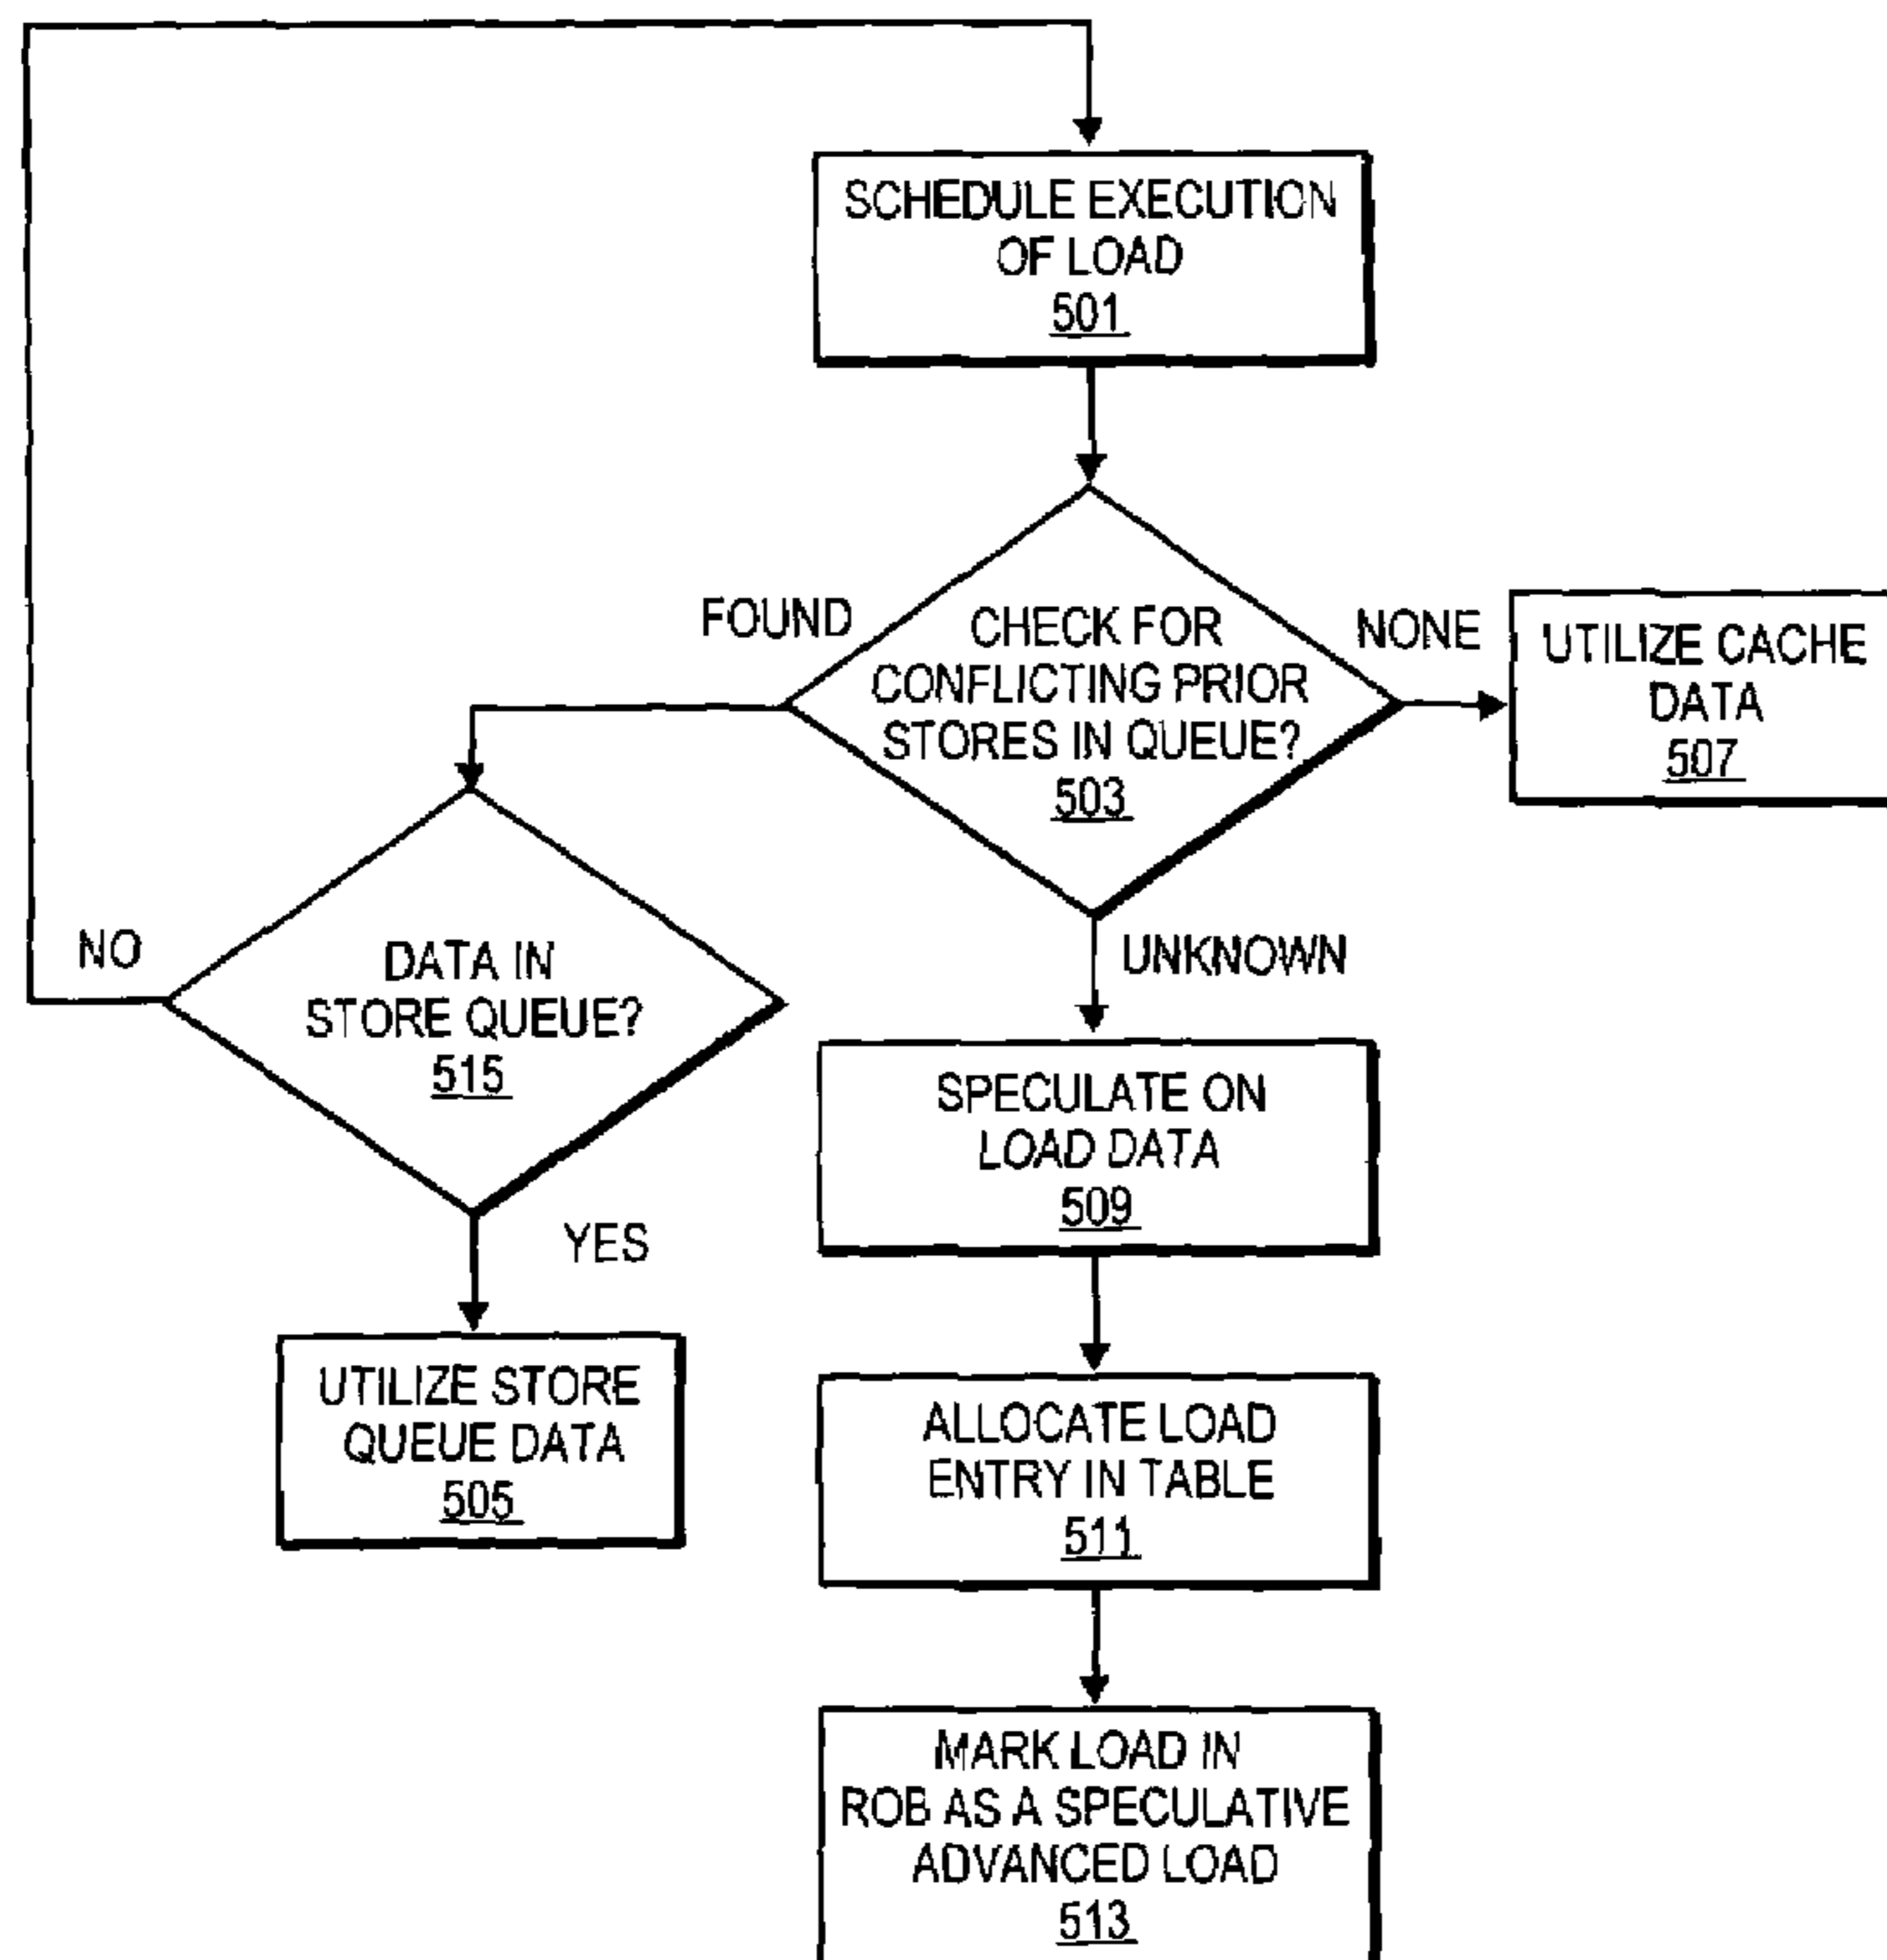 SCHEDULE EXECUTION
OF LOAD
501
FOUND
CHECK FOR
CONFLICTING PRIOR
STORES IN QUEUE?
503
NONE
UTILIZE CACHE
DATA
507
NO
DATA IN
STORE QUEUE?
515
UNKNOWN
SPECULATE ON
LOAD DATA
509
YES
UTILIZE STORE
QUEUE DATA
505
ALLOCATE LOAD
ENTRY IN TABLE
511
MARK LOAD IN
ROB AS A SPECULATIVE
ADVANCED LOAD
513